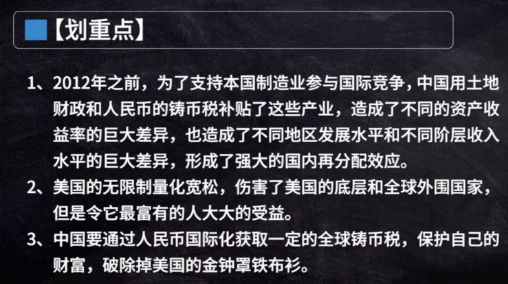 【划重点】
1、2012年之前，为了支持本国制造业参与国际竞争，中国用土地
财政和人民币的铸币税补贴了这些产业，造成了不同的资产收
益率的巨大差异，也造成了不同地区发展水平和不同阶层收入
水平的巨大差异，形成了强大的国内再分配效应。
2、美国的无限制量化宽松，伤害了美国的底层和全球外围国家，
但是令它最富有的人大大的受益。
3、中国要通过人民币国际化获取一定的全球铸币税，保护自己的
财富，破除掉美国的金钟罩铁布衫。